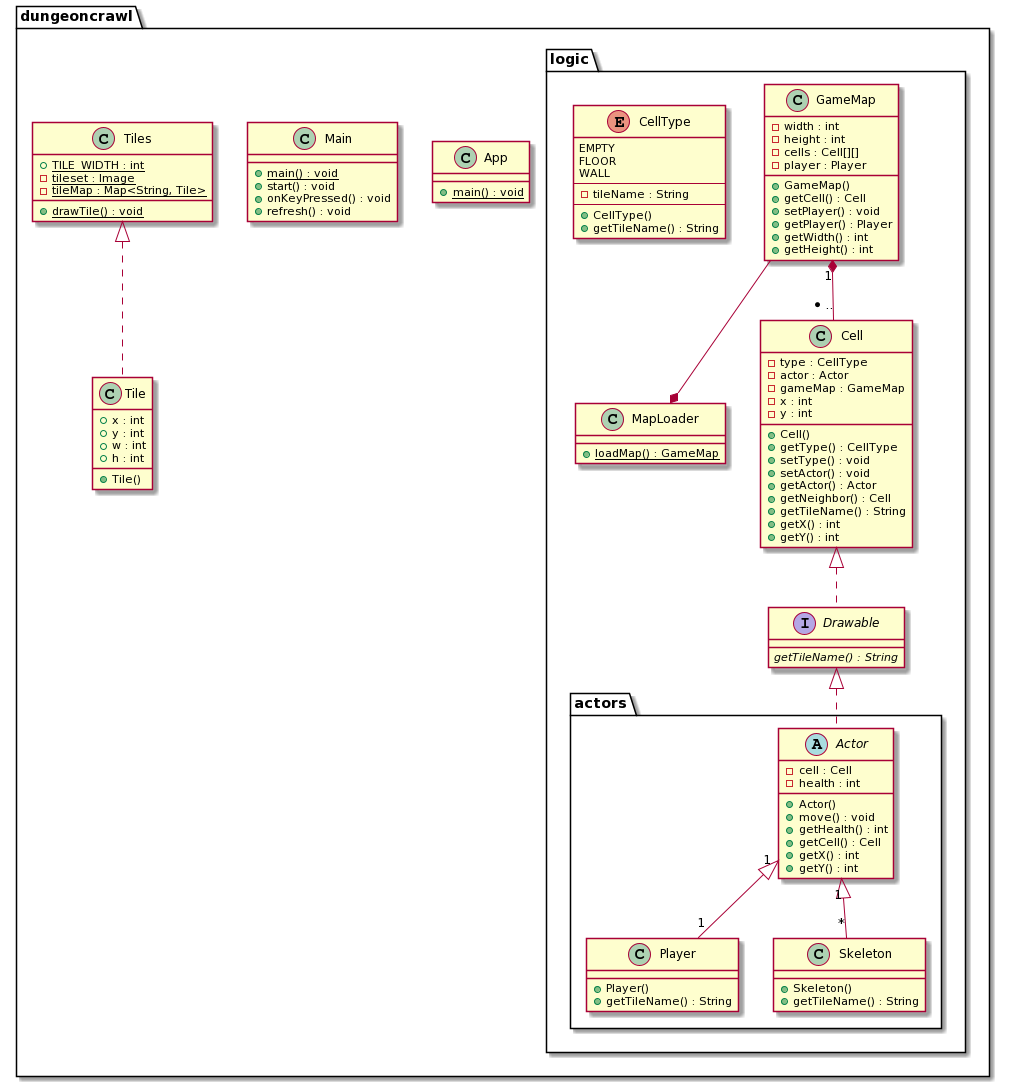 dungeoncrawl
C Tiles
TILE_WIDTH : int
tileset : Image
tileMap : Map<String, Tile>
drawTile() : void
C Main
main() : void
start() : void
onKeyPressed() : void
refresh() : void
C App
main() : void
C Tile
x : int
y : int
w : int
h : int
Tile()
logic
E CellType
EMPTY
FLOOR
WALL
tileName : String
CellType()
getTileName() : String
C GameMap
width : int
height : int
cells : Cell[][]
player : Player
GameMap()
getCell() : Cell
setPlayer() : void
getPlayer() : Player
getWidth() : int
getHeight() : int
1
• ..
C MapLoader
loadMap() : GameMap
C Cell
type : CellType
actor : Actor
gameMap : GameMap
x : int
y : int
Cell()
getType() : CellType
setType() : void
setActor() : void
getActor() : Actor
getNeighbor() : Cell
getTileName() : String
getX() : int
getY() : int
I Drawable
getTileName() : String
actors
A Actor
cell : Cell
health : int
Actor()
move() : void
getHealth() : int
getCell() : Cell
getX() : int
getY() : int
1
1
1
*
C Player
Player()
getTileName() : String
C Skeleton
Skeleton()
getTileName() : String